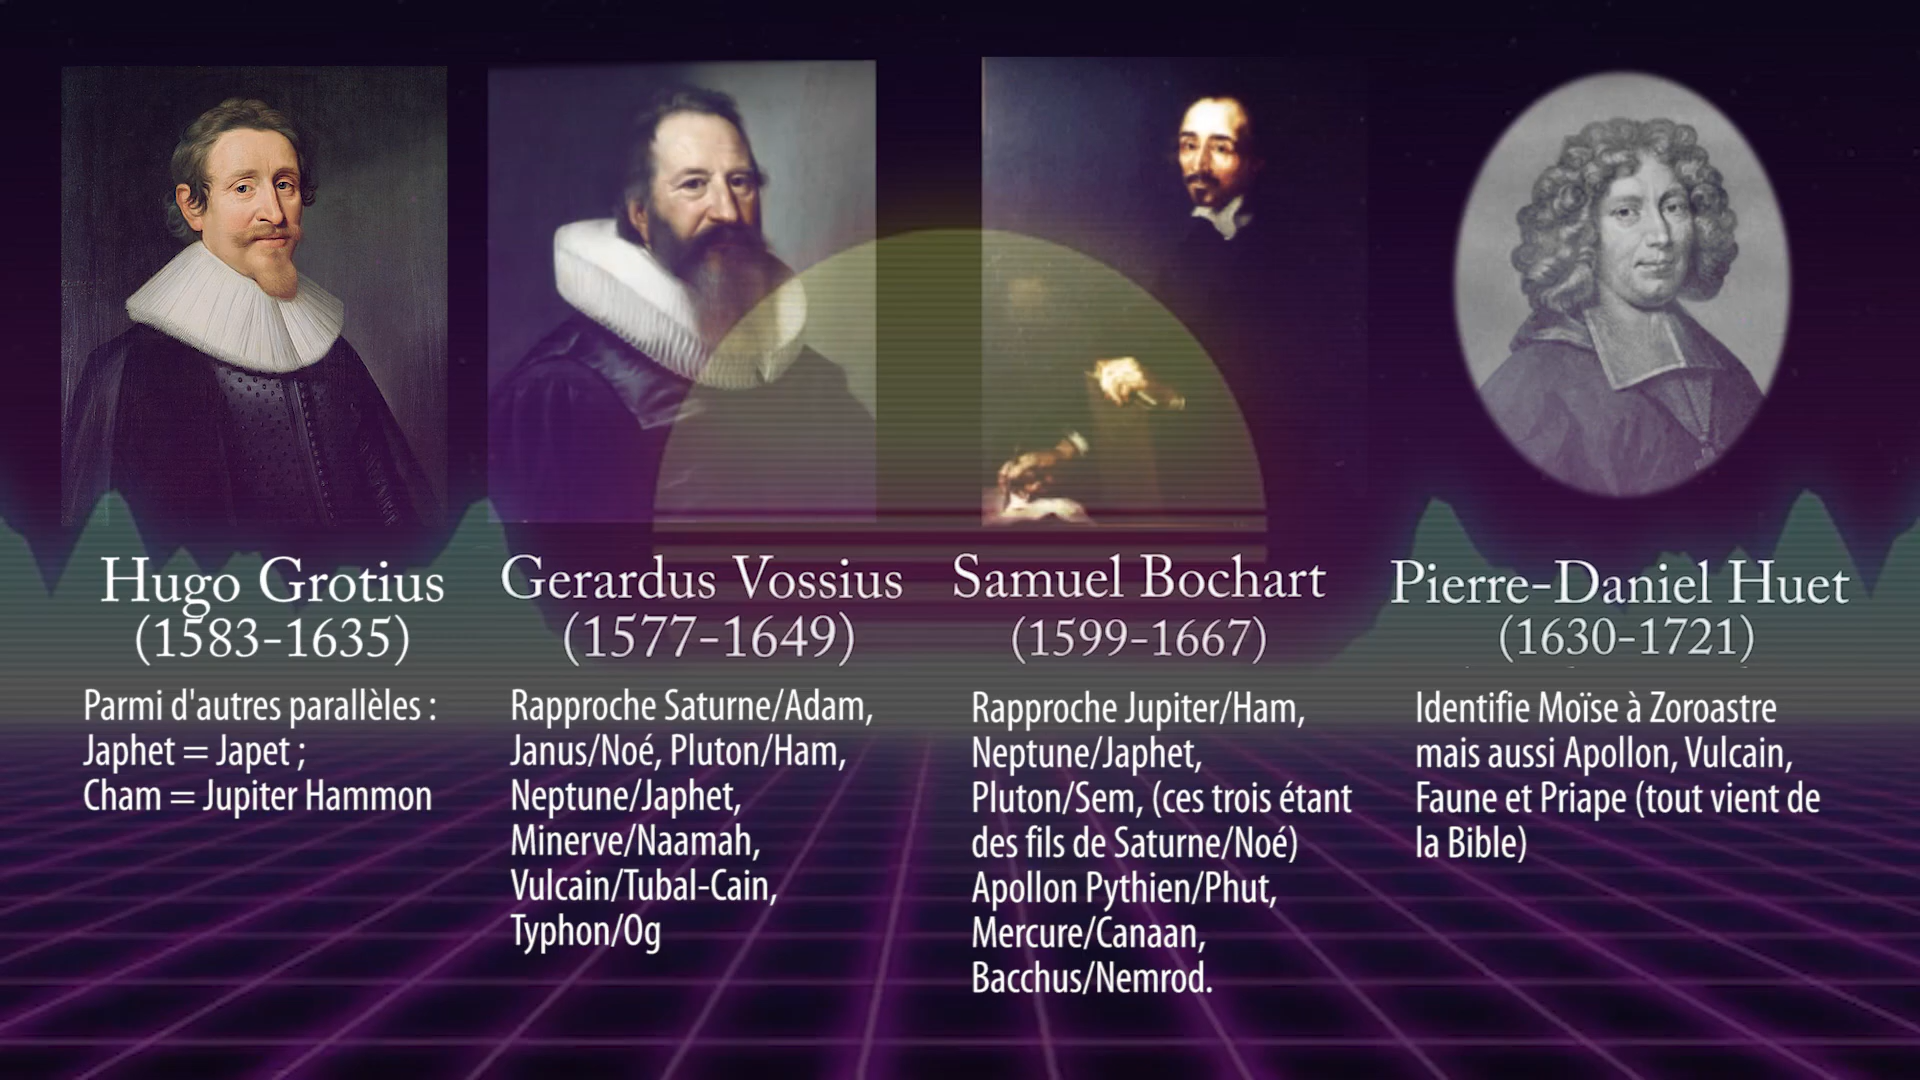 Hugo Grotius
(1583-1635)
Parmi d'autres parallèles :
Japhet = Japet ;
Cham = Jupiter Hammon
Gerardus Vossius
(1577-1649)
Rapproche Saturne/Adam,
Janus/Noé, Pluton/Ham,
Neptune/Japhet,
Minerve/Naamah,
Vulcain/Tubal-Cain,
Typhon/Og
Samuel Bochart
(1599-1667)
Rapproche Jupiter/Ham,
Neptune/Japhet,
Pluton/Sem, (ces trois étant
des fils de Saturne/Noé)
Apollon Pythien/Phut,
Mercure/Canaan,
Bacchus/Nemrod.
Pierre-Daniel Huet
(1630-1721)
Identifie Moïse à Zoroastre
mais aussi Apollon, Vulcain,
Faune et Priape (tout vient de
la Bible)